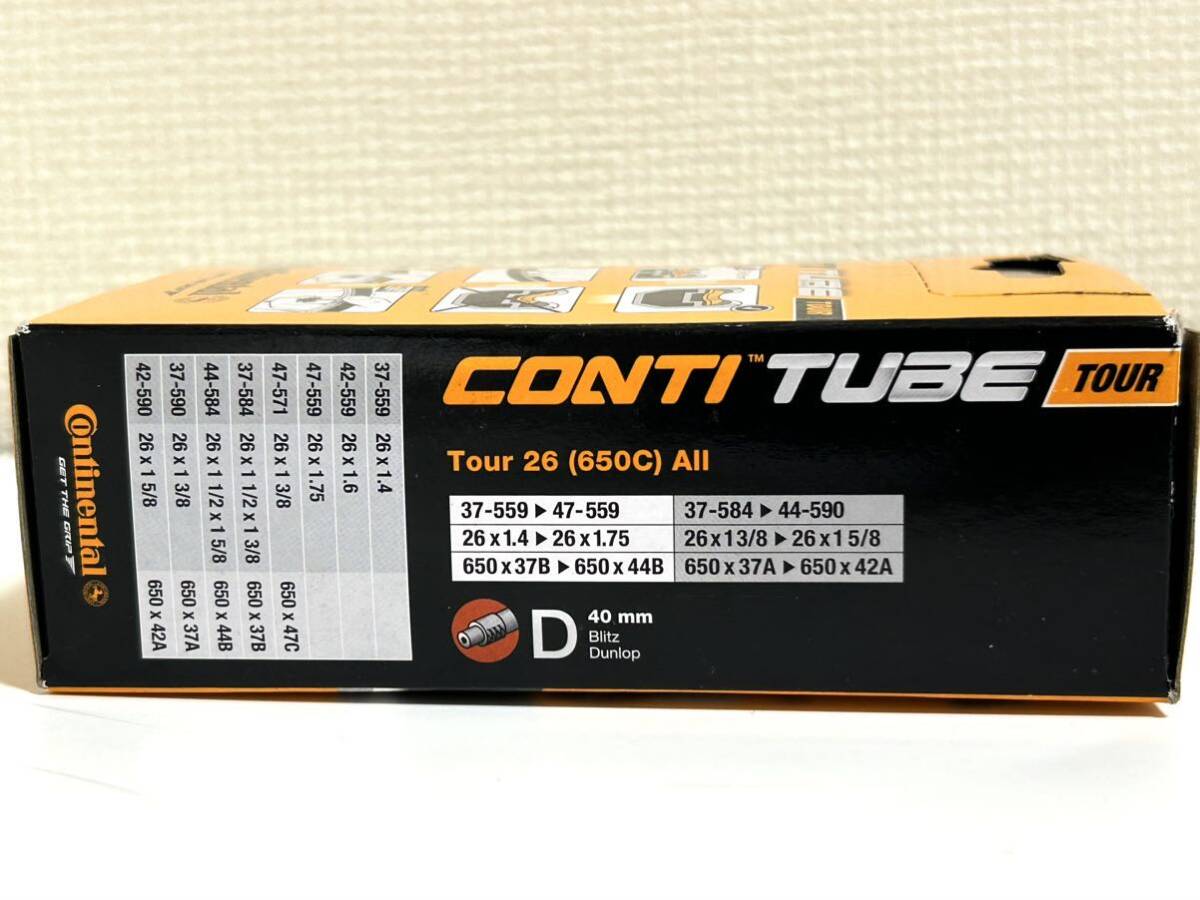 CONTI™ TUBE TOUR
Tour 26 (650C) All
37-559 ▶ 47-559 37-584 ▶ 44-590
26 x 1.4 ▶ 26 x 1.75 26 x 1 3/8 ▶ 26 x 1 5/8
650 x 37B ▶ 650 x 44B 650 x 37A ▶ 650 x 42A
D
40 mm
Blitz
Dunlop
37-559 26 x 1.4
42-559 26 x 1.6
47-559 26 x 1.75
47-571 26 x 1 3/8 650 x 47C
37-584 26 x 1 1/2 x 1 3/8 650 x 37B
44-584 26 x 1 1/2 x 1 5/8 650 x 44B
37-590 26 x 1 3/8 650 x 37A
42-590 26 x 1 5/8 650 x 42A
Continental
GET THE GRIP
TUBE TOUR